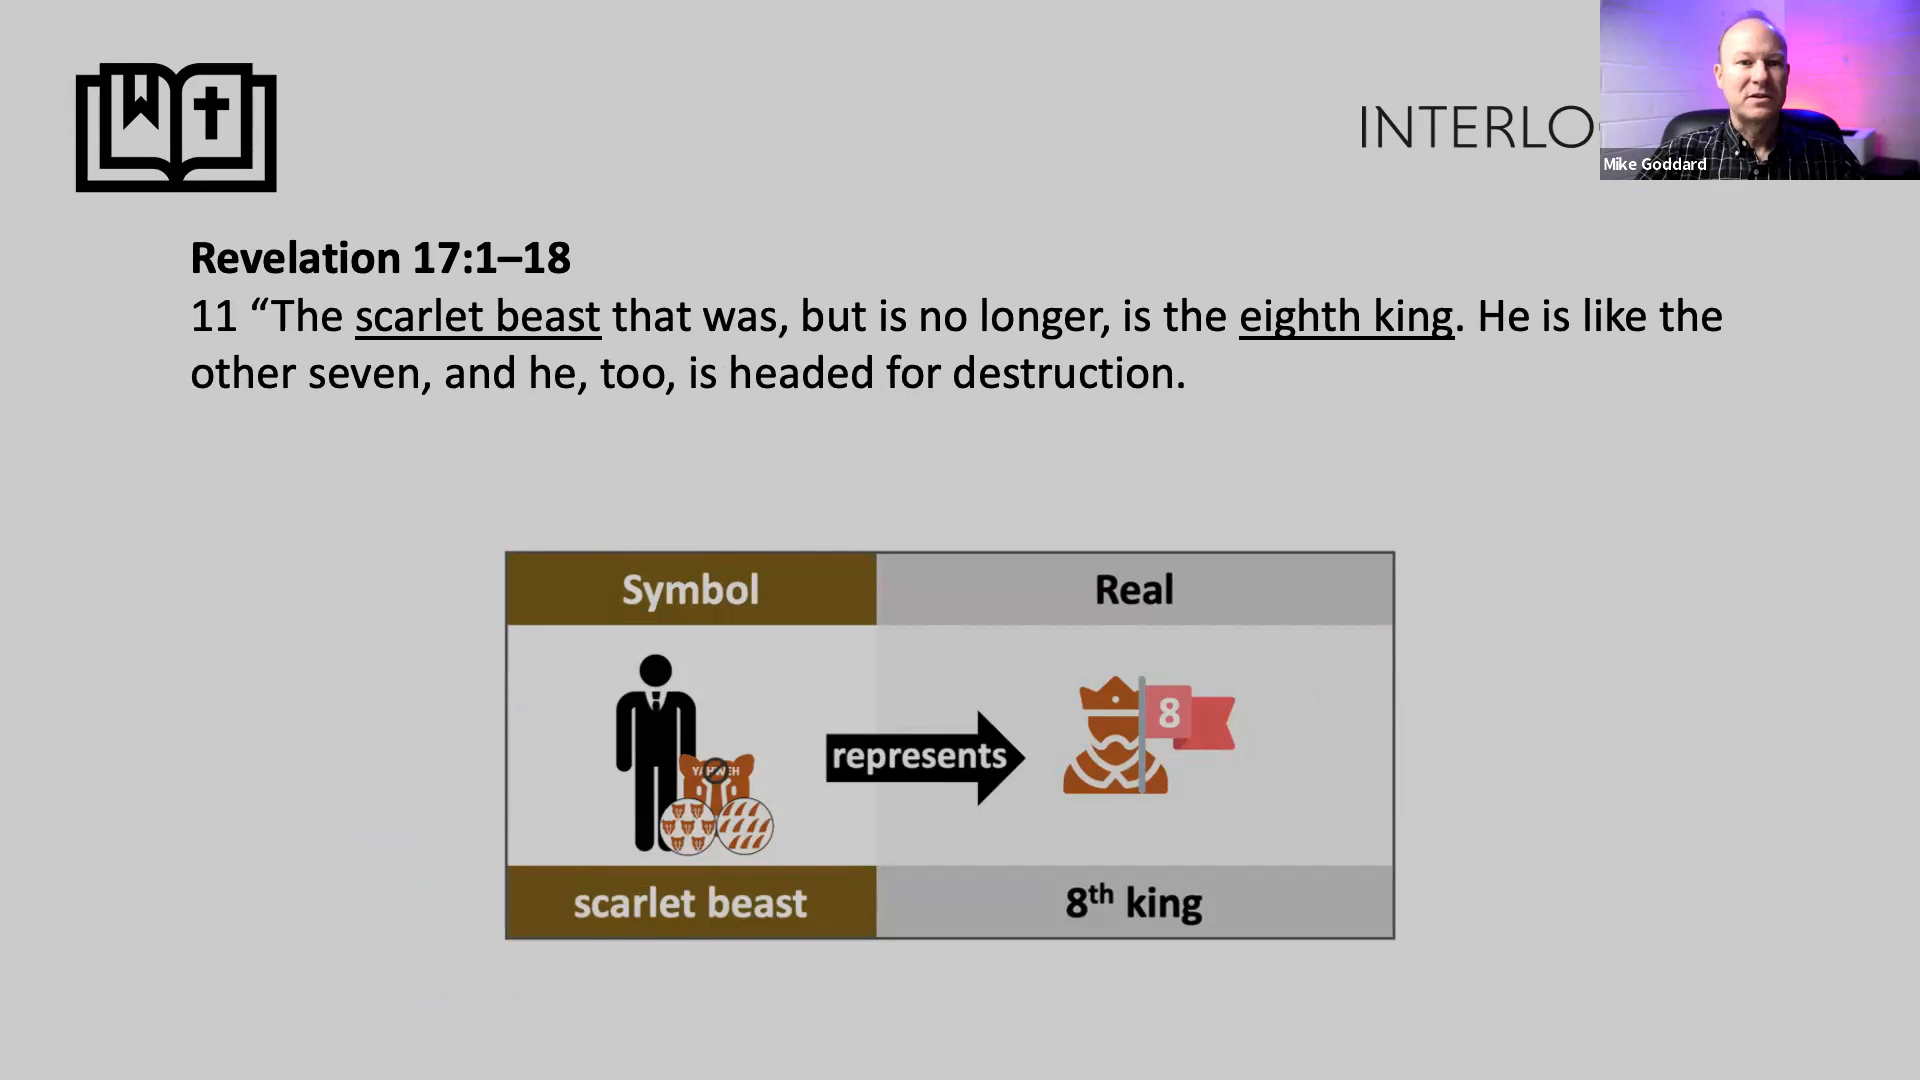 INTERLO
Mike Goddard
Revelation 17:1–18
11 “The scarlet beast that was, but is no longer, is the eighth king. He is like the
other seven, and he, too, is headed for destruction.
Symbol
Real
YAHWEH
represents
8
scarlet beast
8th king